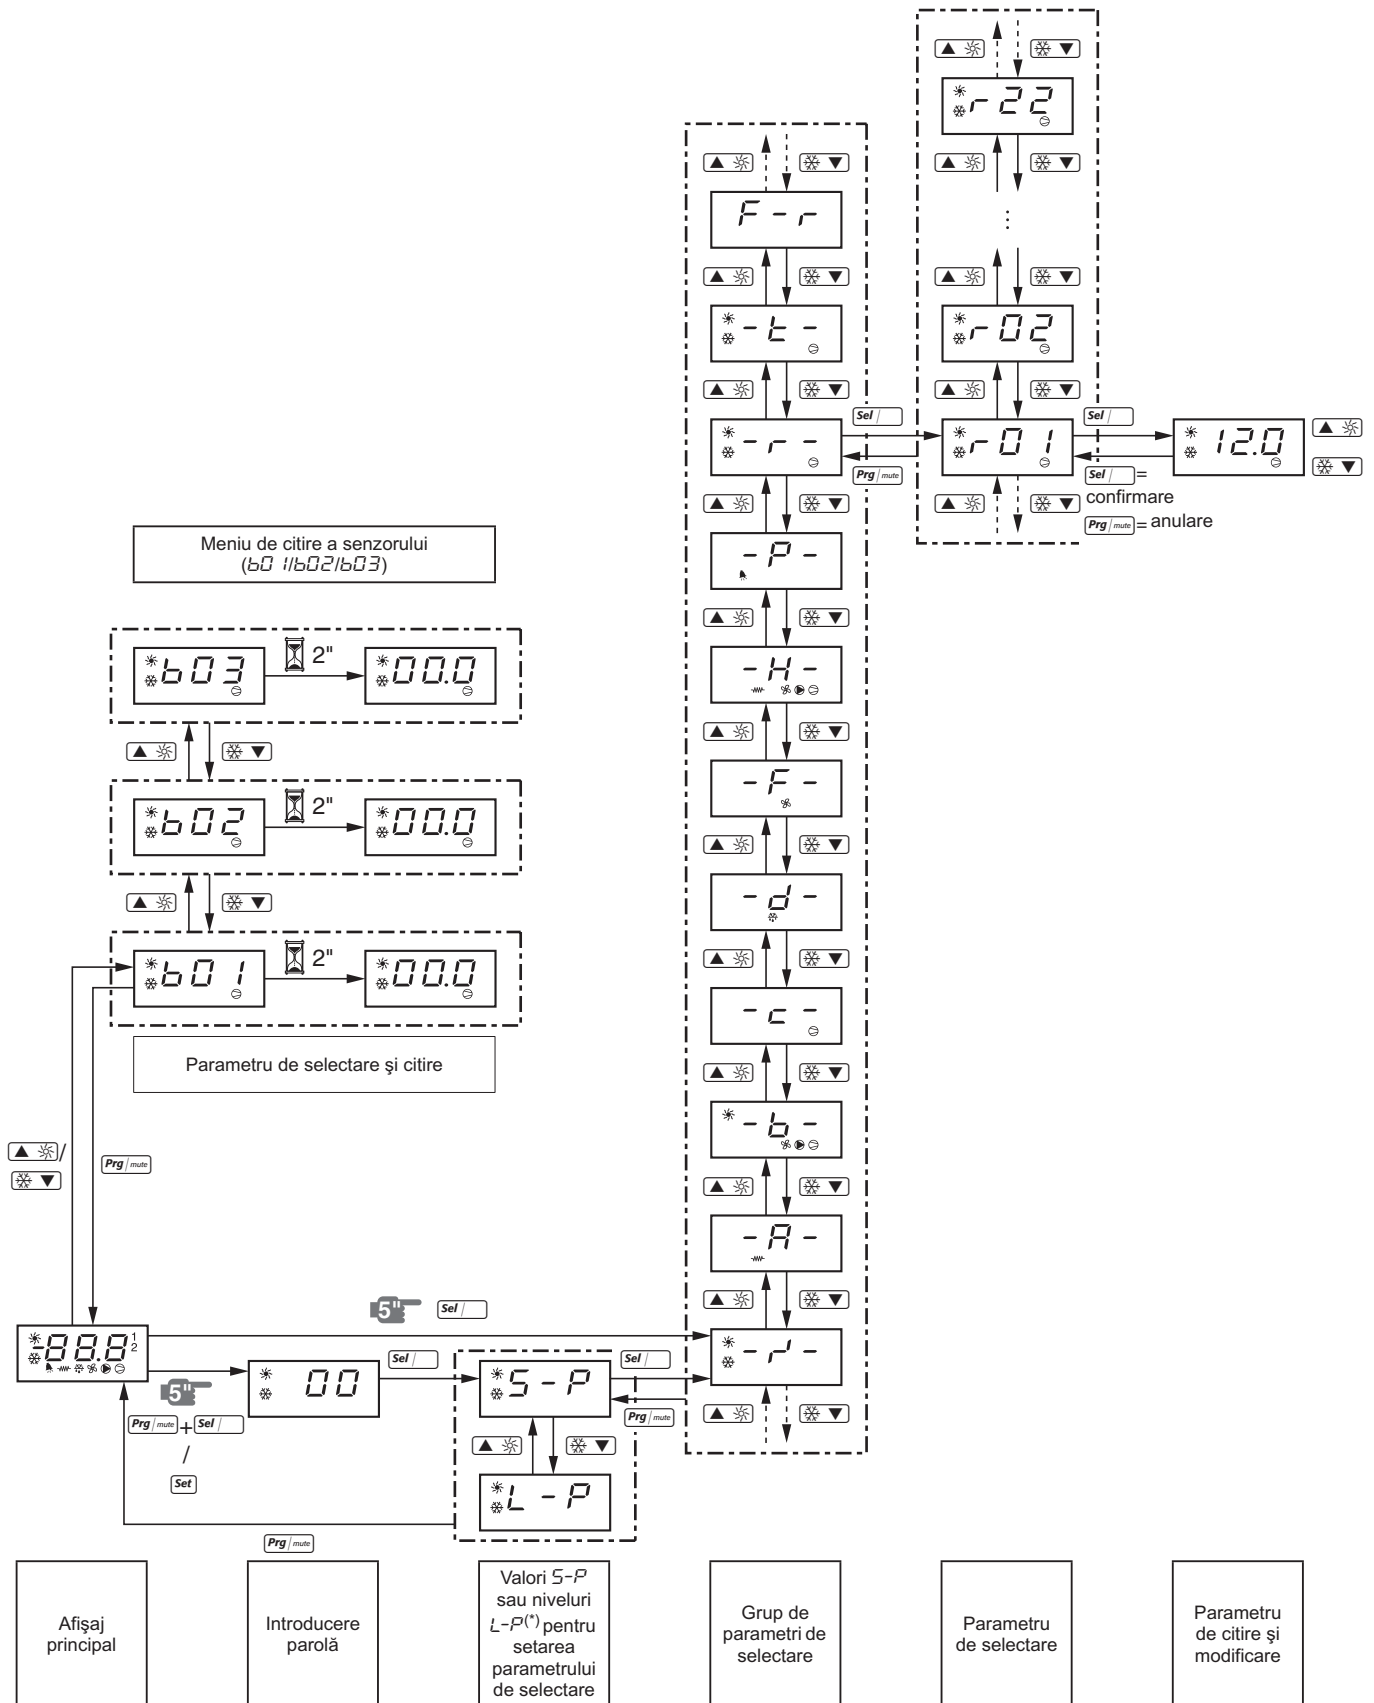 r22
F-r
-t-
r02
-r-
Sel
Prg/mute
r01
Sel
12.0
Sel =
confirmare
Prg/mute = anulare
Meniu de citire a senzorului
(b01/b02/b03)
-P-
b03
2"
00.0
-H-
b02
2"
00.0
-F-
-d-
b01
2"
00.0
-c-
Parametru de selectare şi citire
-b-
/
Prg/mute
-A-
5"
Sel
-88.8
1
2
00
Sel
S-P
Sel
-r-
5"
Prg/mute + Sel
/
Set
Prg/mute
L-P
Prg/mute
Afişaj
principal
Introducere
parolă
Valori S-P
sau niveluri
L-P(*) pentru
setarea
parametrului
de selectare
Grup de
parametri de
selectare
Parametru
de selectare
Parametru
de citire şi
modificare